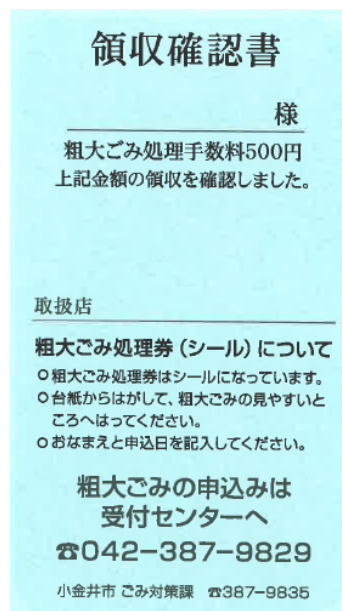 領収確認書
様
粗大ごみ処理手数料500円
上記金額の領収を確認しました。
取扱店
粗大ごみ処理券（シール）について
○粗大ごみ処理券はシールになっています。
○台紙からはがして、粗大ごみの見やすいと
ころへはってください。
○おなまえと申込日を記入してください。
粗大ごみの申込みは
受付センターへ
☎042−387−9829
小金井市 ごみ対策課 ☎387−9835